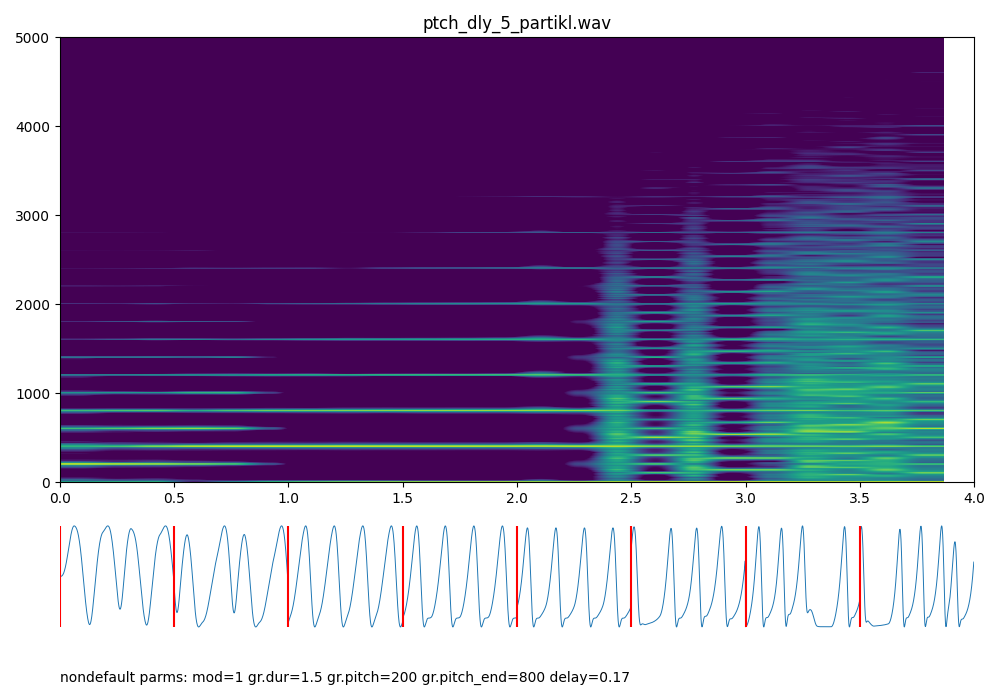 ptch_dly_5_partikl.wav
5000
4000
3000
2000
1000
0
0.0 0.5 1.0 1.5 2.0 2.5 3.0 3.5 4.0
nondefault parms: mod=1 gr.dur=1.5 gr.pitch=200 gr.pitch_end=800 delay=0.17